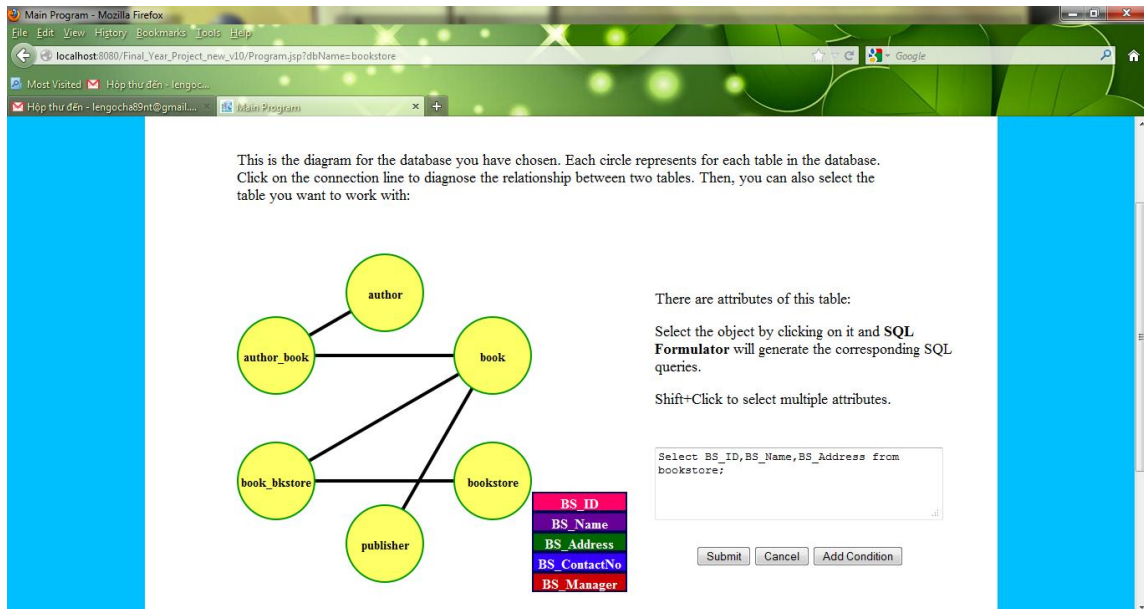 Main Program - Mozilla Firefox
File Edit View History Bookmarks Tools Help
localhost:8080/Final_Year_Project_new_v10/Program.jsp?dbName=bookstore
Google
Most Visited Hộp thư đến - lengoc...
Hộp thư đến - lengocha89nt@gmail.... Main Program
This is the diagram for the database you have chosen. Each circle represents for each table in the database.
Click on the connection line to diagnose the relationship between two tables. Then, you can also select the
table you want to work with:
author
author_book
book
book_bkstore
bookstore
publisher
BS_ID
BS_Name
BS_Address
BS_ContactNo
BS_Manager
There are attributes of this table:
Select the object by clicking on it and SQL
Formulator will generate the corresponding SQL
queries.
Shift+Click to select multiple attributes.
Select BS_ID,BS_Name,BS_Address from
bookstore;
Submit Cancel Add Condition